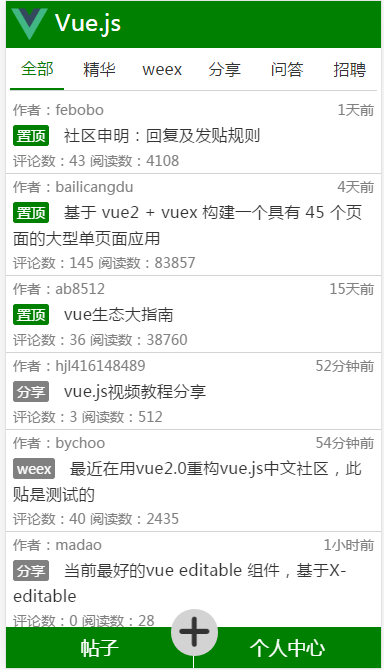 Vue.js
全部 精华 weex 分享 问答 招聘
作者：febobo 1天前
置顶 社区申明：回复及发贴规则
评论数：43 阅读数：4108
作者：bailicangdu 4天前
置顶 基于 vue2 + vuex 构建一个具有 45 个页
面的大型单页面应用
评论数：145 阅读数：83857
作者：ab8512 15天前
置顶 vue生态大指南
评论数：36 阅读数：38760
作者：hjl416148489 52分钟前
分享 vue.js视频教程分享
评论数：3 阅读数：512
作者：bychoo 54分钟前
weex 最近在用vue2.0重构vue.js中文社区，此
贴是测试的
评论数：40 阅读数：2435
作者：madao 1小时前
分享 当前最好的vue editable 组件，基于X-
editable
评论数：0 阅读数：28
帖子 个人中心